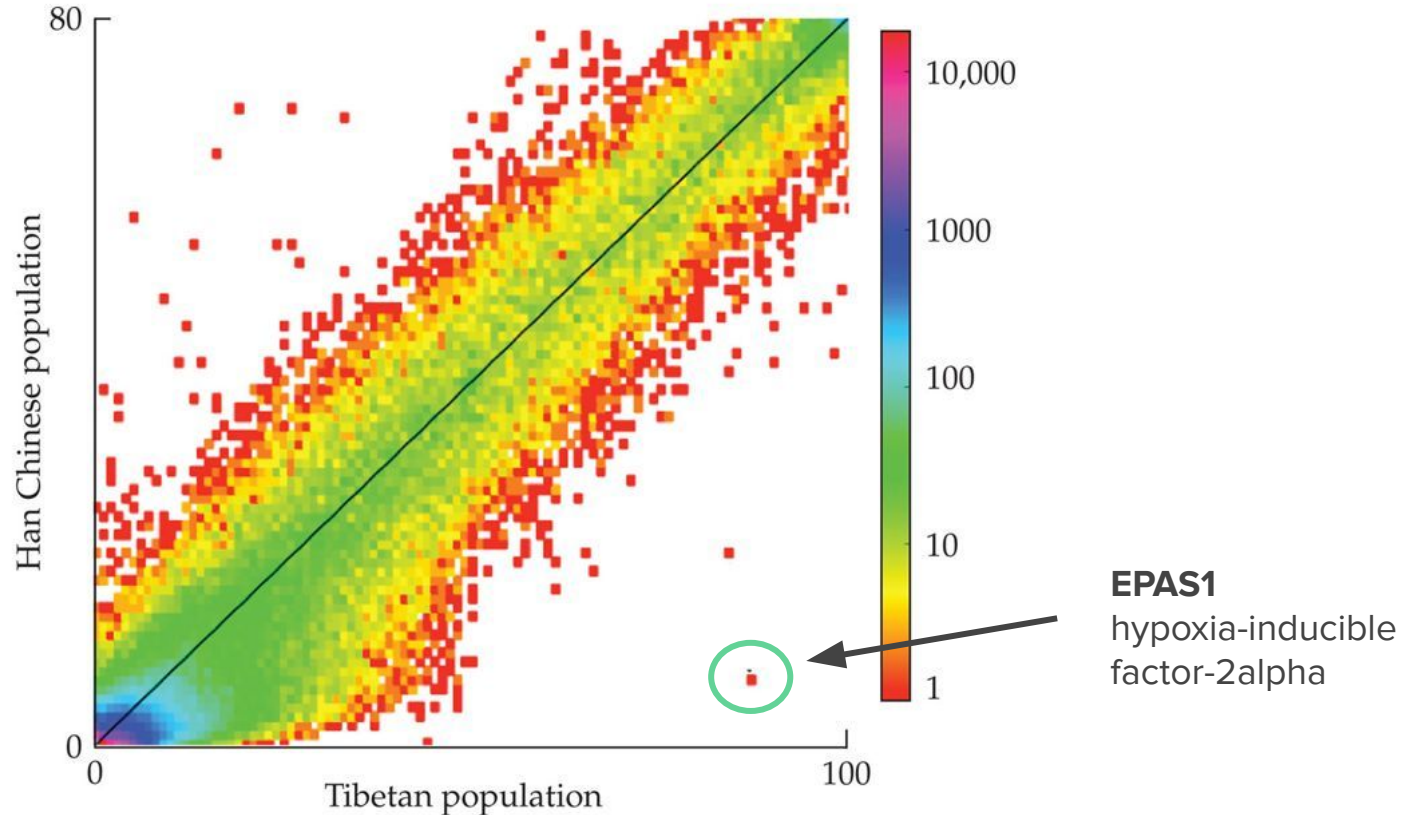 80
Han Chinese population
0
0
Tibetan population
100
10,000
1000
100
10
1
EPAS1
hypoxia-inducible
factor-2alpha